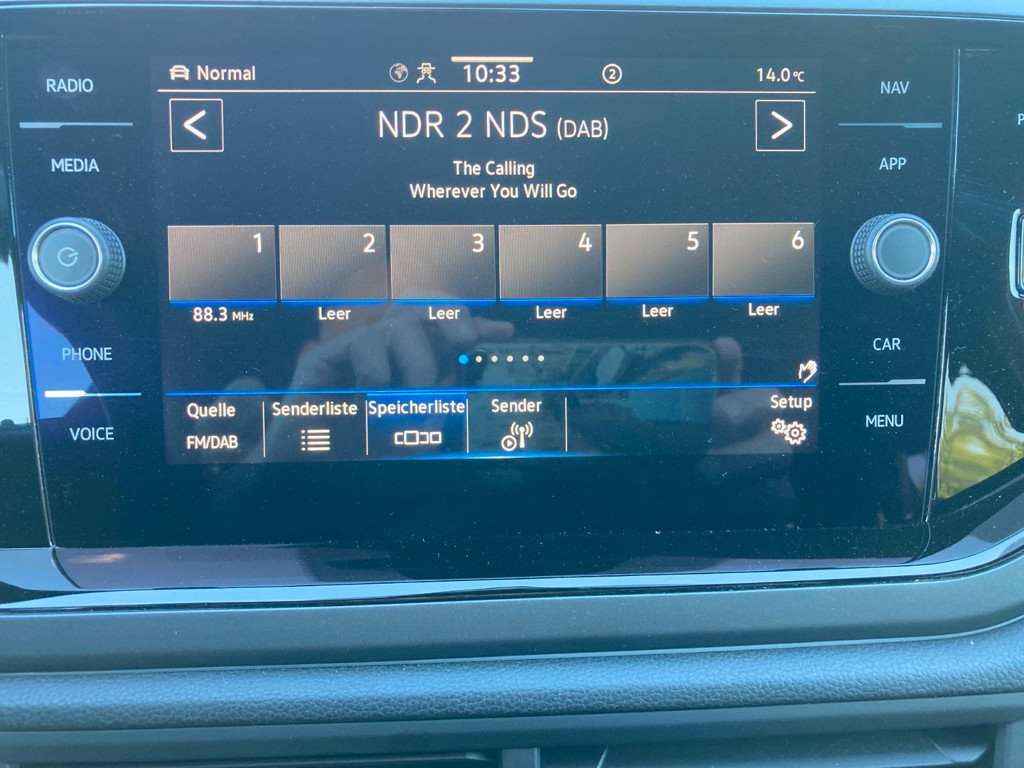 RADIO
MEDIA
PHONE
VOICE
Normal
10:33
2
14.0°C
NDR 2 NDS (DAB)
The Calling
Wherever You Will Go
1 2 3 4 5 6
88.3 MHz Leer Leer Leer Leer Leer
Quelle Senderliste Speicherliste Sender Setup
FM/DAB
NAV
APP
CAR
MENU
P